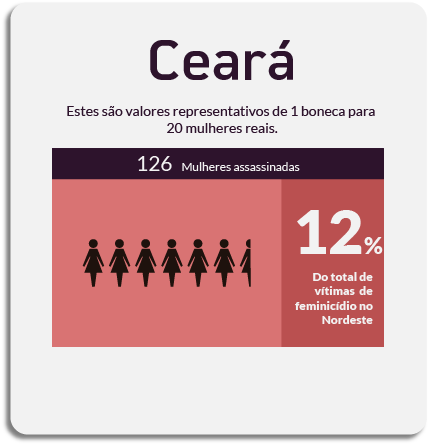 Ceará
Estes são valores representativos de 1 boneca para
20 mulheres reais.
126 Mulheres assassinadas
12%
Do total de
vítimas de
feminicídio no
Nordeste